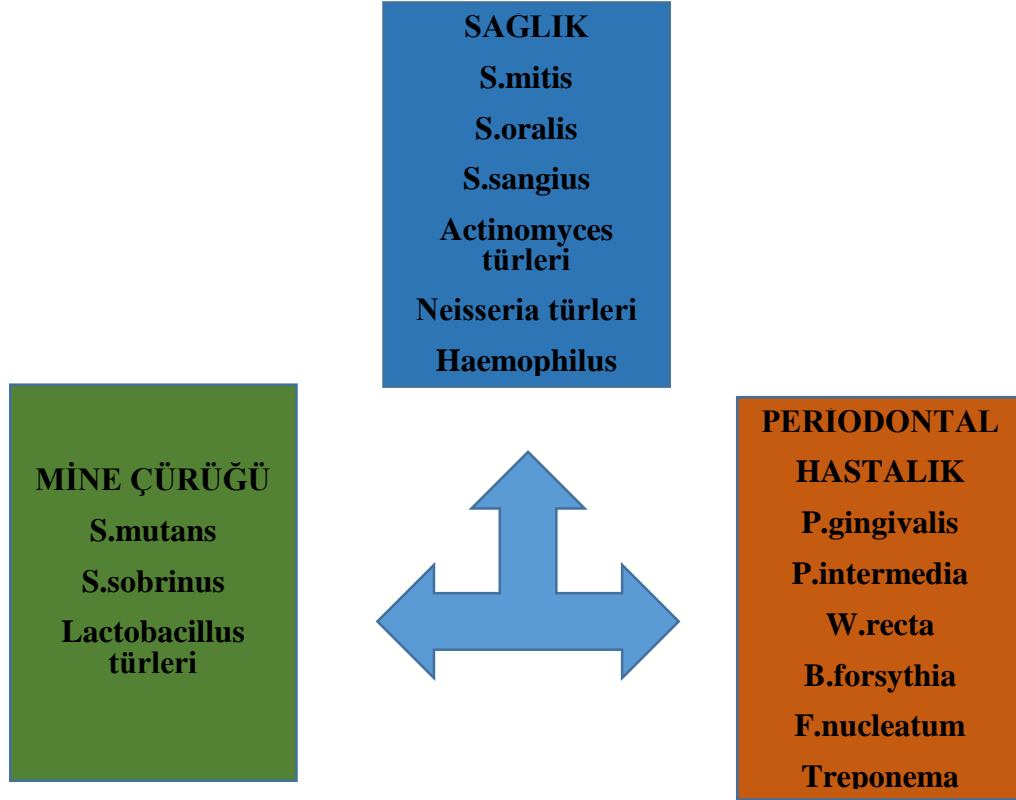 SAĞLIK
S.mitis
S.oralis
S.sangius
Actinomyces
türleri
Neisseria türleri
Haemophilus
MİNE ÇÜRÜĞÜ
S.mutans
S.sobrinus
Lactobacillus
türleri
PERİODONTAL
HASTALIK
P.gingivalis
P.intermedia
W.recta
B.forsythia
F.nucleatum
Treponema